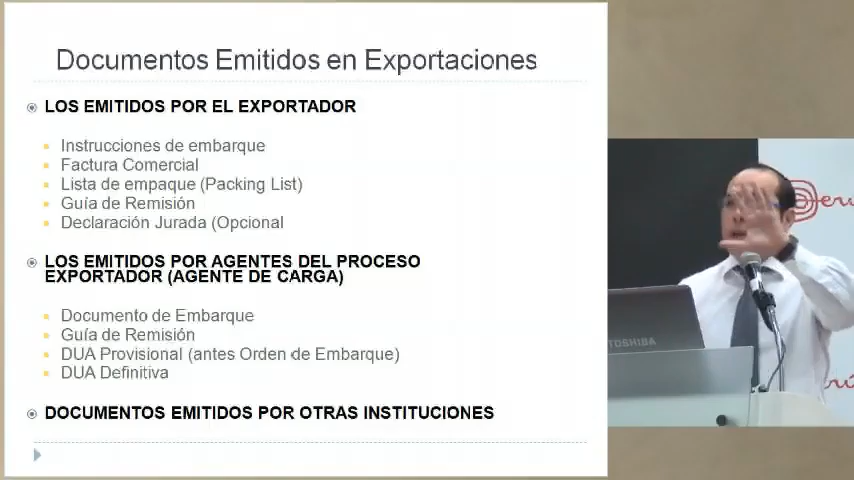 Documentos Emitidos en Exportaciones
LOS EMITIDOS POR EL EXPORTADOR
Instrucciones de embarque
Factura Comercial
Lista de empaque (Packing List)
Guía de Remisión
Declaración Jurada (Opcional
LOS EMITIDOS POR AGENTES DEL PROCESO
EXPORTADOR (AGENTE DE CARGA)
Documento de Embarque
Guía de Remisión
DUA Provisional (antes Orden de Embarque)
DUA Definitiva
DOCUMENTOS EMITIDOS POR OTRAS INSTITUCIONES
TOSHIBA